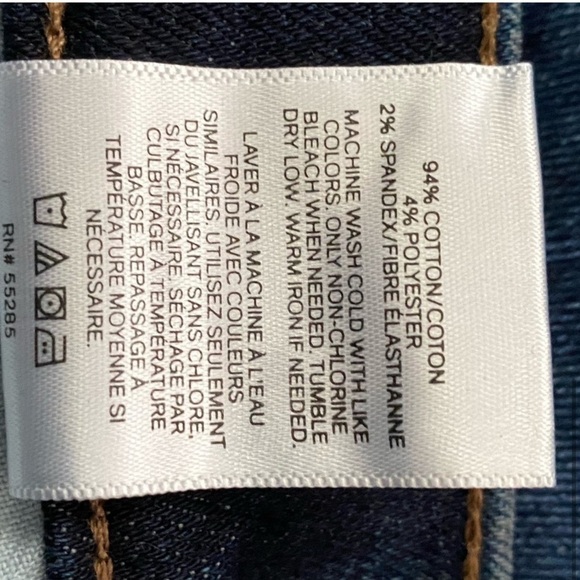 94% COTTON/COTON
4% POLYESTER
2% SPANDEX/FIBRE ÉLASTHANNE
MACHINE WASH COLD WITH LIKE
COLORS. ONLY NON-CHLORINE
BLEACH WHEN NEEDED. TUMBLE
DRY LOW. WARM IRON IF NEEDED.
LAVER À LA MACHINE À L'EAU
FROIDE AVEC COULEURS
SIMILAIRES. UTILISEZ SEULEMENT
DU JAVELLISANT SANS CHLORE,
SI NÉCESSAIRE. SÉCHAGE PAR
CULBUTAGE À TEMPÉRATURE
BASSE. REPASSAGE À
TEMPÉRATURE MOYENNE SI
NÉCESSAIRE.
RN# 55285